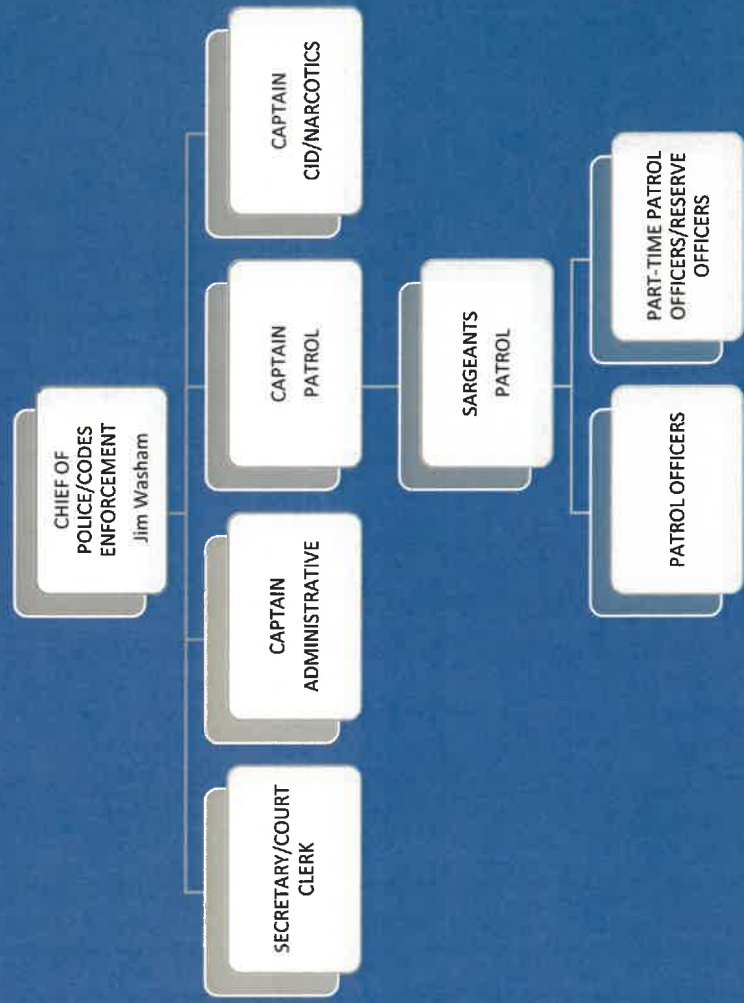 CHIEF OF
POLICE/CODES
ENFORCEMENT
Jim Washam
SECRETARY/COURT
CLERK
CAPTAIN
ADMINISTRATIVE
CAPTAIN
PATROL
CAPTAIN
CID/NARCOTICS
SARGEANTS
PATROL
PATROL OFFICERS
PART-TIME PATROL
OFFICERS/RESERVE
OFFICERS